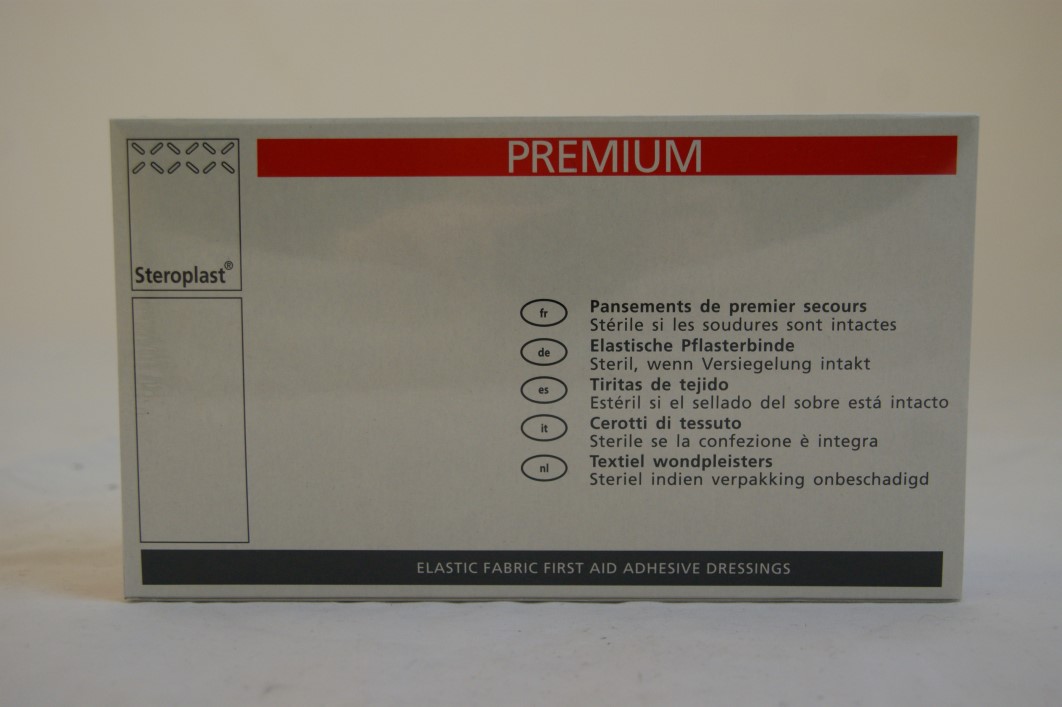 PREMIUM
Steroplast®
fr
Pansements de premier secours
Stérile si les soudures sont intactes
de
Elastische Pflasterbinde
Steril, wenn Versiegelung intakt
es
Tiritas de tejido
Estéril si el sellado del sobre está intacto
it
Cerotti di tessuto
Sterile se la confezione è integra
nl
Textiel wondpleisters
Steriel indien verpakking onbeschadigd
ELASTIC FABRIC FIRST AID ADHESIVE DRESSINGS